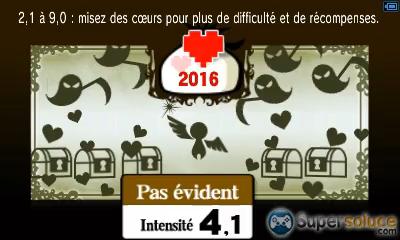 2,1 à 9,0 : misez des cœurs pour plus de difficulté et de récompenses.
2016
Pas évident
Intensité 4,1
Supersoluce
.com